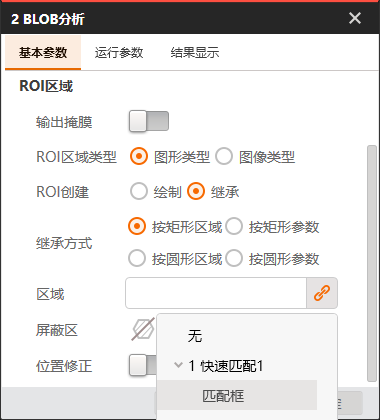 2 BLOB分析
基本参数 运行参数 结果显示
ROI区域
输出掩膜
ROI区域类型 图形类型 图像类型
ROI创建 绘制 继承
继承方式 按矩形区域 按矩形参数
按圆形区域 按圆形参数
区域
屏蔽区
无
位置修正 1 快速匹配1
匹配框